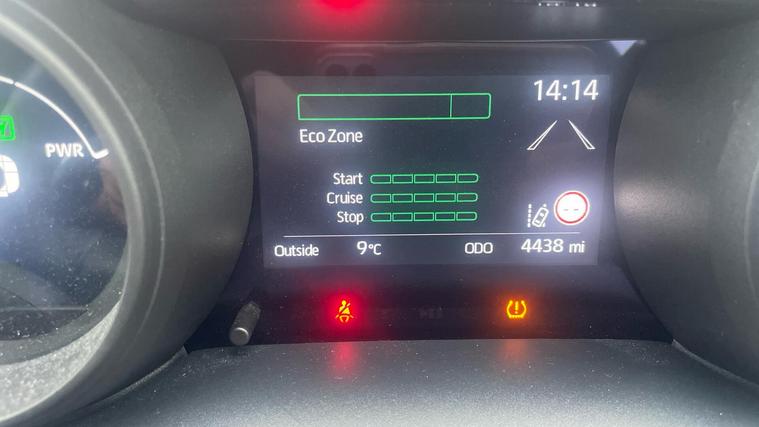 14:14
PWR
Eco Zone
Start
Cruise
Stop
Outside 9°C ODO 4438 mi